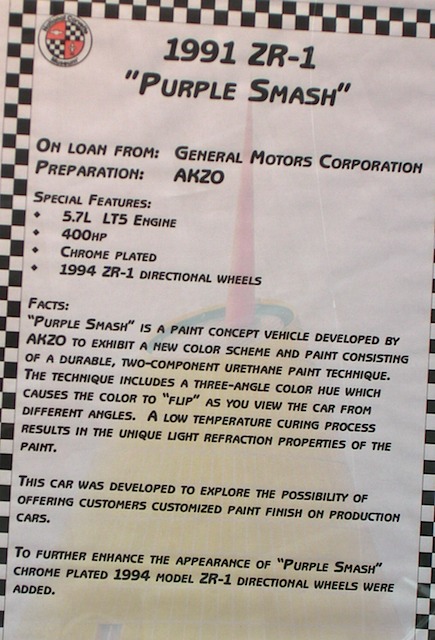 1991 ZR-1
"PURPLE SMASH"
ON LOAN FROM: GENERAL MOTORS CORPORATION
PREPARATION: AKZO
SPECIAL FEATURES:
• 5.7L LT5 ENGINE
• 400HP
• CHROME PLATED
• 1994 ZR-1 DIRECTIONAL WHEELS
FACTS:
"PURPLE SMASH" IS A PAINT CONCEPT VEHICLE DEVELOPED BY
AKZO TO EXHIBIT A NEW COLOR SCHEME AND PAINT CONSISTING
OF A DURABLE, TWO-COMPONENT URETHANE PAINT TECHNIQUE.
THE TECHNIQUE INCLUDES A THREE-ANGLE COLOR HUE WHICH
CAUSES THE COLOR TO "FLIP" AS YOU VIEW THE CAR FROM
DIFFERENT ANGLES. A LOW TEMPERATURE CURING PROCESS
RESULTS IN THE UNIQUE LIGHT REFRACTION PROPERTIES OF THE
PAINT.
THIS CAR WAS DEVELOPED TO EXPLORE THE POSSIBILITY OF
OFFERING CUSTOMERS CUSTOMIZED PAINT FINISH ON PRODUCTION
CARS.
TO FURTHER ENHANCE THE APPEARANCE OF "PURPLE SMASH"
CHROME PLATED 1994 MODEL ZR-1 DIRECTIONAL WHEELS WERE
ADDED.